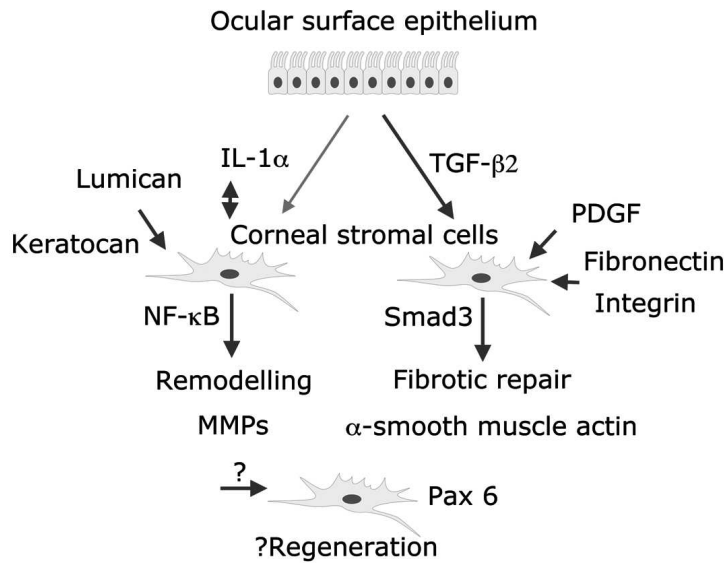 Ocular surface epithelium
IL-1α
TGF-β2
Lumican
PDGF
Keratocan
Corneal stromal cells
Fibronectin
Integrin
NF-κB
Smad3
Remodelling
Fibrotic repair
MMPs
α-smooth muscle actin
?
Pax 6
?Regeneration